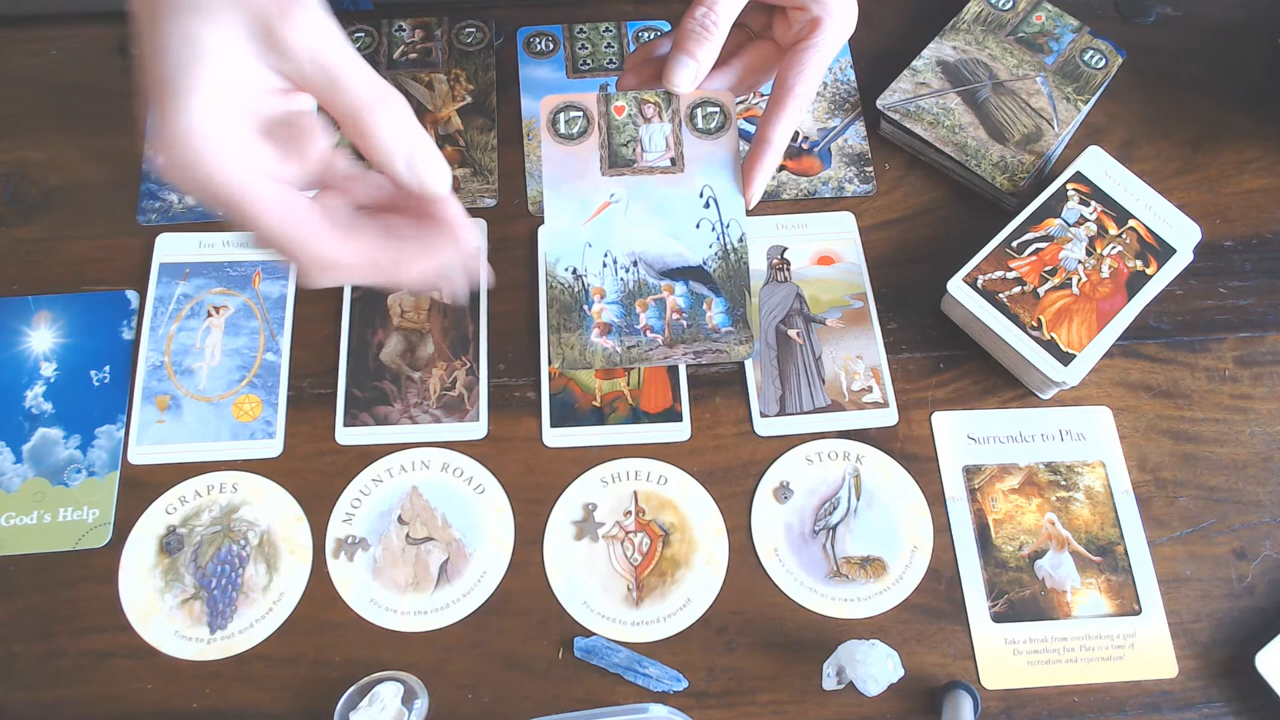 7 7
36 36
17 17
10
THE WOR
DEATH
God's Help
GRAPES
Time to go out and have fun
MOUNTAIN ROAD
You are on the road to success
SHIELD
You need to defend yourself
STORK
News of a birth or a new business opportunity
Surrender to Play
Take a break from overthinking a goal
Do something fun. Play is a time of
recreation and rejuvenation!